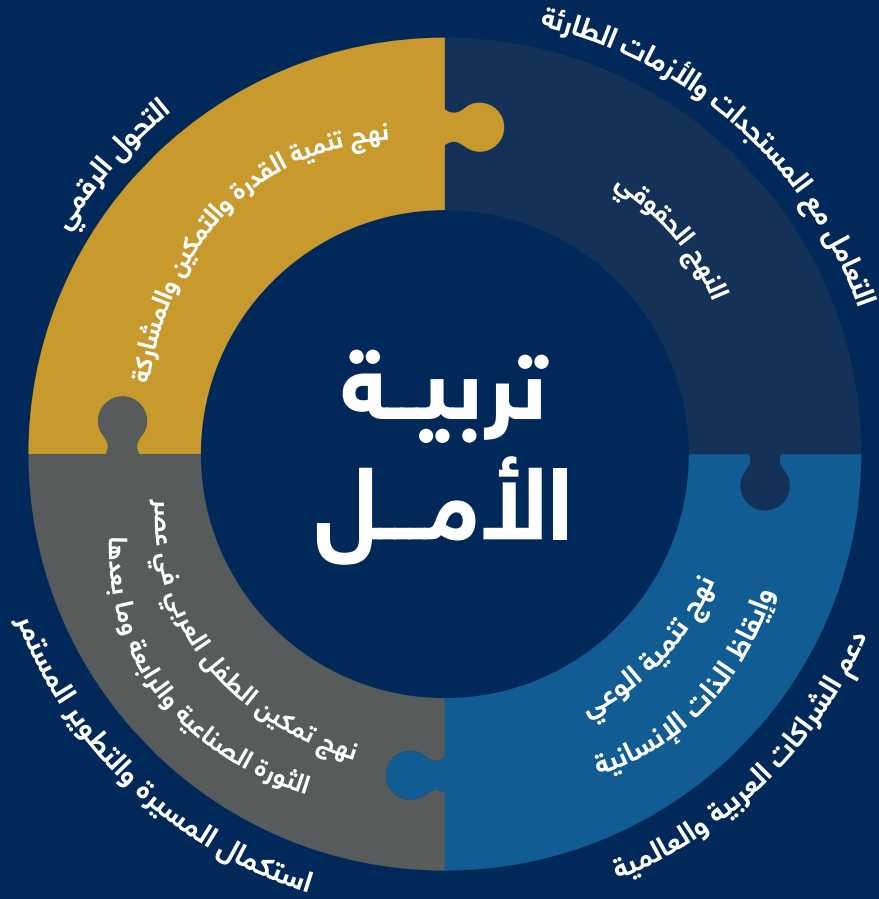 تربيـة
الأمـل
النهج الحقوقي
نهج تنمية الوعي
وإيقاظ الذات الإنسانية
نهج تمكين الطفل العربي في عصر
الثورة الصناعية والرابعة وما بعدها
نهج تنمية القدرة والتمكين والمشاركة
التعامل مع المستجدات والأزمات الطارئة
دعم الشراكات العربية والعالمية
استكمال المسيرة والتطوير المستمر
التحول الرقمي